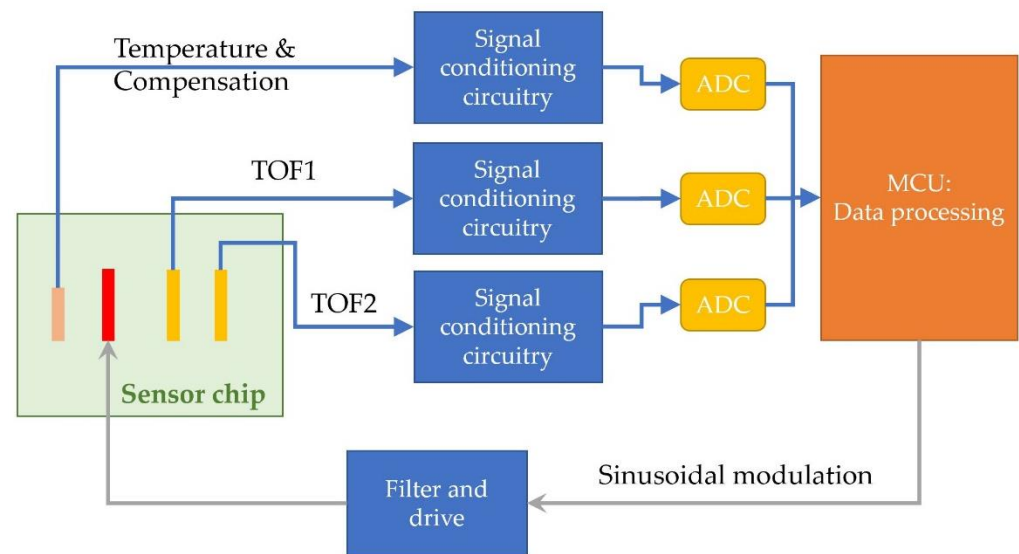 Temperature &
Compensation
Signal
conditioning
circuitry
ADC
TOF1
Signal
conditioning
circuitry
ADC
MCU:
Data processing
TOF2
Signal
conditioning
circuitry
ADC
Sensor chip
Filter and
drive
Sinusoidal modulation